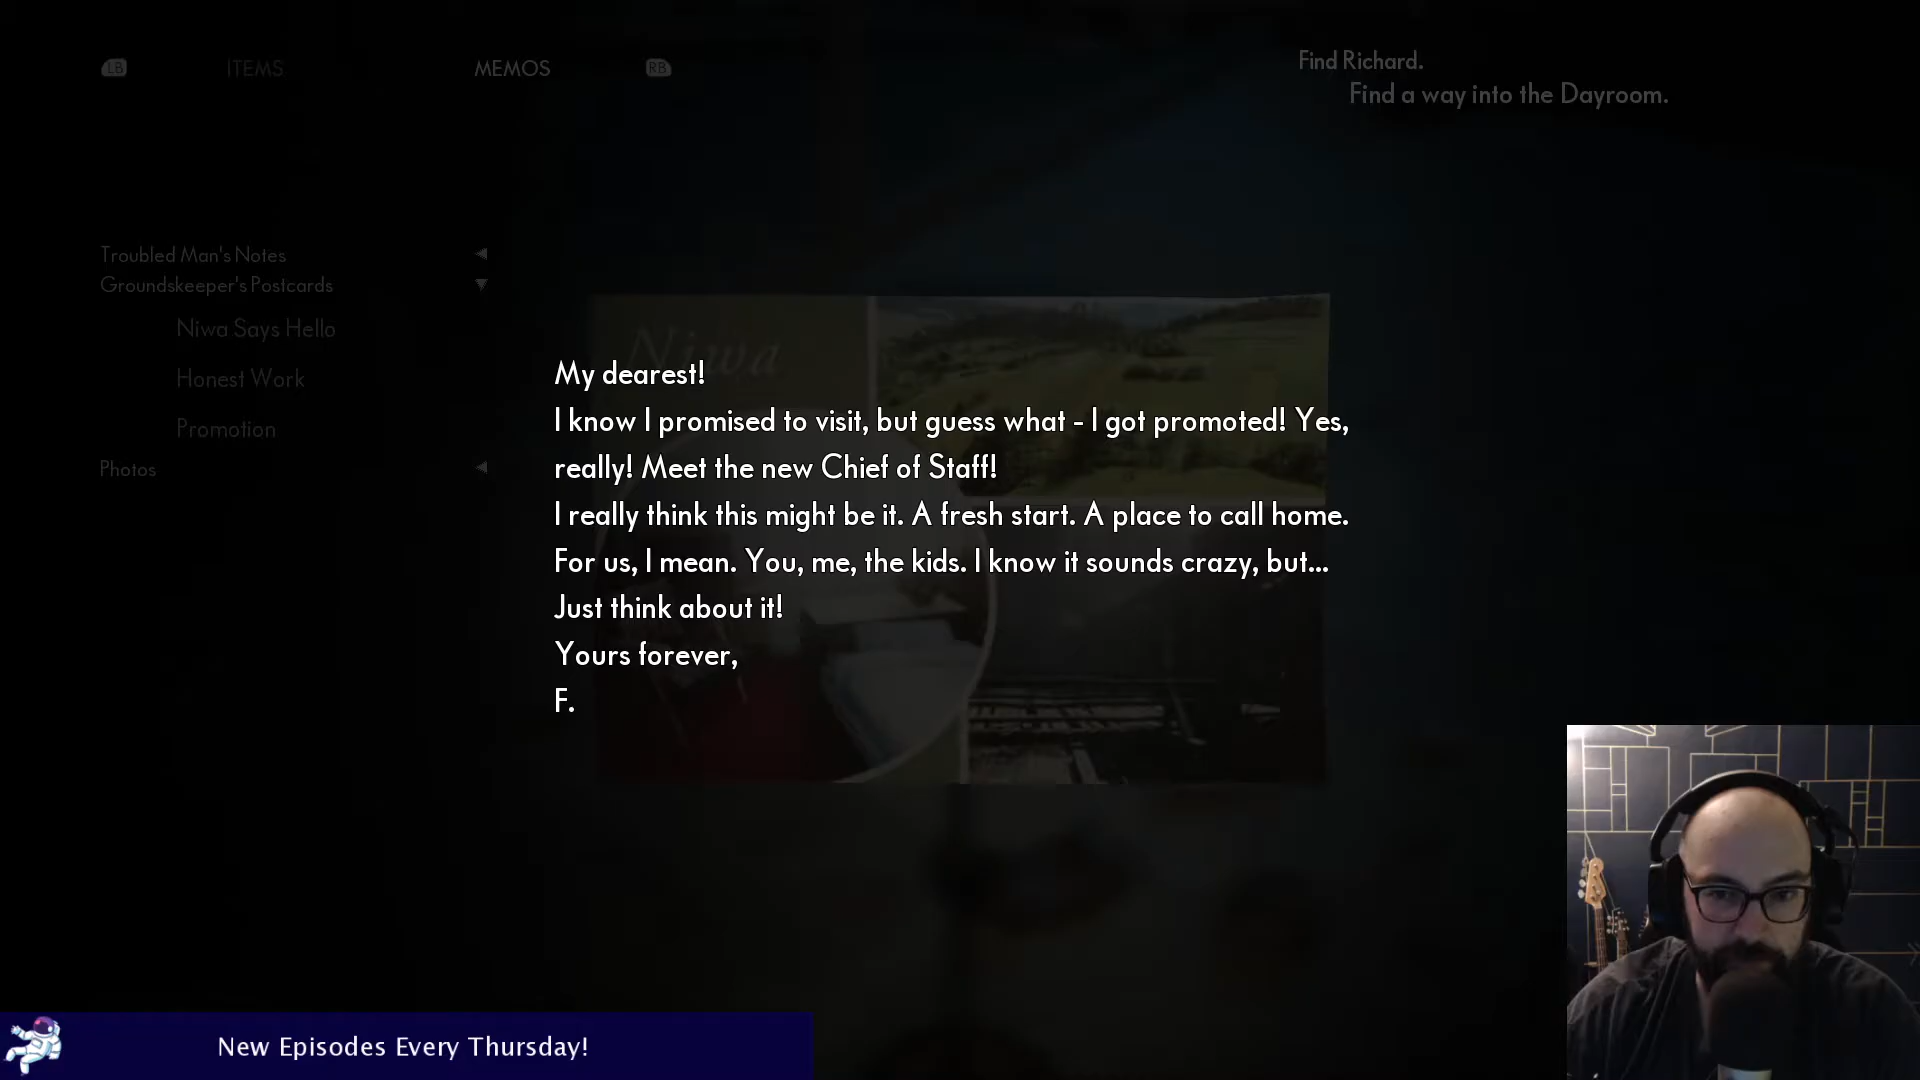 LB ITEMS MEMOS RB
Find Richard.
Find a way into the Dayroom.
Troubled Man's Notes
Groundskeeper's Postcards
Niwa Says Hello
Honest Work
Promotion
Photos
Niwa
My dearest!
I know I promised to visit, but guess what - I got promoted! Yes,
really! Meet the new Chief of Staff!
I really think this might be it. A fresh start. A place to call home.
For us, I mean. You, me, the kids. I know it sounds crazy, but...
Just think about it!
Yours forever,
F.
New Episodes Every Thursday!